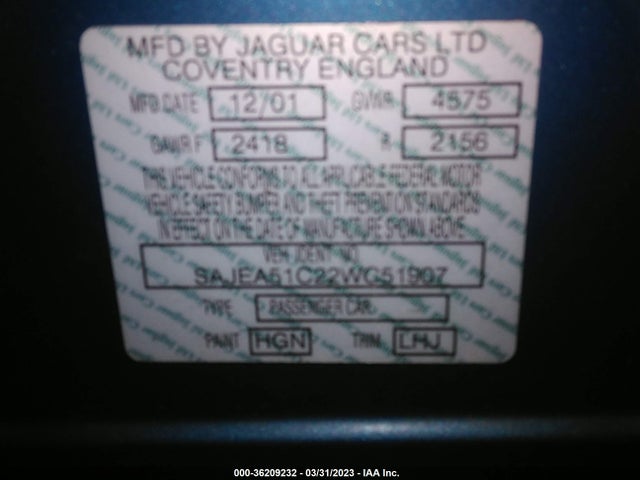 MFD BY JAGUAR CARS LTD
COVENTRY ENGLAND
MFD DATE 12/01 GVWR 4575
GAWR F 2418 R 2156
THIS VEHICLE CONFORMS TO ALL APPLICABLE FEDERAL MOTOR
VEHICLE SAFETY BUMPER AND THEFT PREVENTION STANDARDS
IN EFFECT ON THE DATE OF MANUFACTURE SHOWN ABOVE
VEH IDENT NO.
SAJEA51C22WC51907
TYPE PASSENGER CAR
PAINT HGN TRIM LHJ
000-36209232 - 03/31/2023 - IAA Inc.